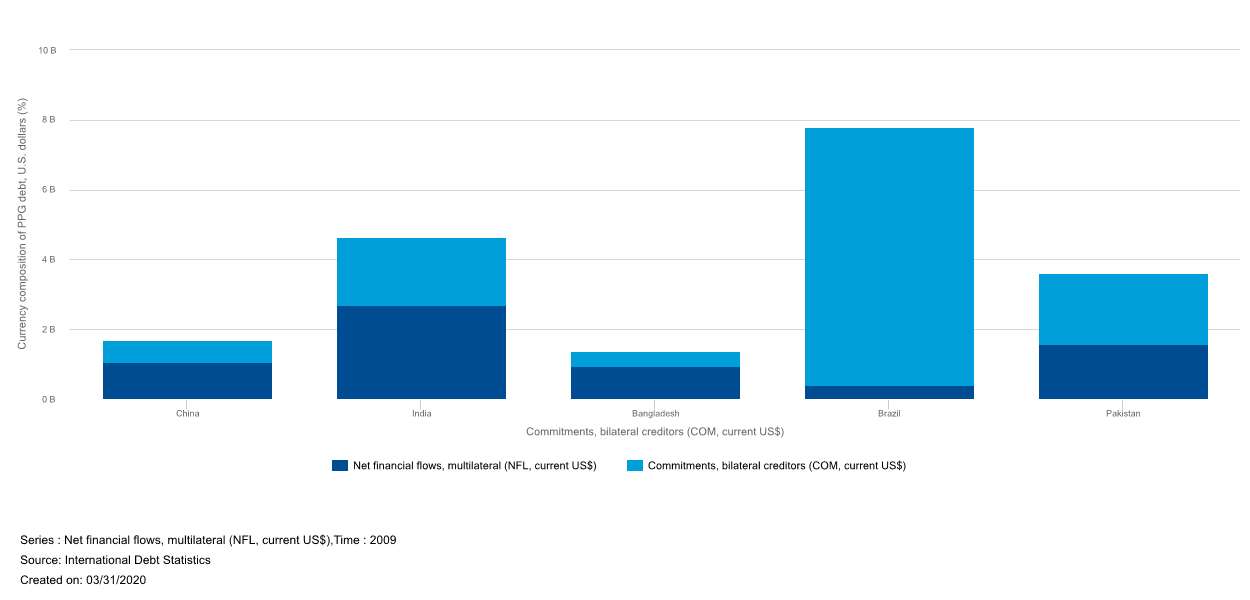 10 B
8 B
6 B
4 B
2 B
0 B
Currency composition of PPG debt, U.S. dollars (%)
China
India
Bangladesh
Brazil
Pakistan
Commitments, bilateral creditors (COM, current US$)
Net financial flows, multilateral (NFL, current US$)
Commitments, bilateral creditors (COM, current US$)
Series : Net financial flows, multilateral (NFL, current US$),Time : 2009
Source: International Debt Statistics
Created on: 03/31/2020